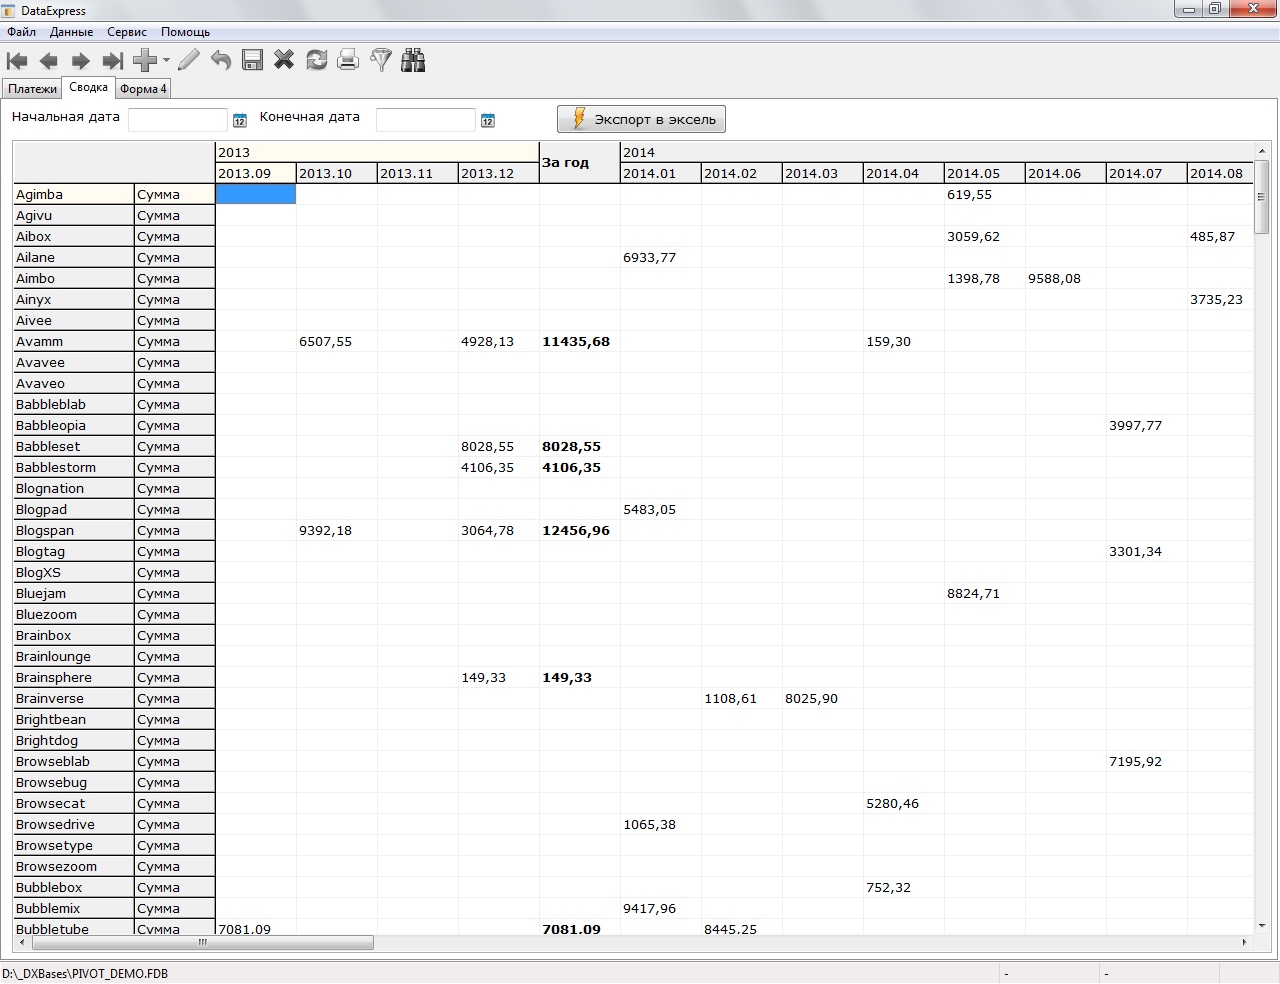 DataExpress
Файл Данные Сервис Помощь
Платежи Сводка Форма 4
Начальная дата 12 Конечная дата 12 Экспорт в эксель
2013 За год 2014
2013.09 2013.10 2013.11 2013.12 2014.01 2014.02 2014.03 2014.04 2014.05 2014.06 2014.07 2014.08
Agimba Сумма 619,55
Agivu Сумма
Aibox Сумма 3059,62 485,87
Ailane Сумма 6933,77
Aimbo Сумма 1398,78 9588,08
Ainyx Сумма 3735,23
Aivee Сумма
Avamm Сумма 6507,55 4928,13 11435,68 159,30
Avavee Сумма
Avaveo Сумма
Babbleblab Сумма
Babbleopia Сумма 3997,77
Babbleset Сумма 8028,55 8028,55
Babblestorm Сумма 4106,35 4106,35
Blognation Сумма
Blogpad Сумма 5483,05
Blogspan Сумма 9392,18 3064,78 12456,96
Blogtag Сумма 3301,34
BlogXS Сумма
Bluejam Сумма 8824,71
Bluezoom Сумма
Brainbox Сумма
Brainlounge Сумма
Brainsphere Сумма 149,33 149,33
Brainverse Сумма 1108,61 8025,90
Brightbean Сумма
Brightdog Сумма
Browseblab Сумма 7195,92
Browsebug Сумма
Browsecat Сумма 5280,46
Browsedrive Сумма 1065,38
Browsetype Сумма
Browsezoom Сумма
Bubblebox Сумма 752,32
Bubblemix Сумма 9417,96
Bubbletube Сумма 7081,09 7081,09 8445,25
D:\_DXBases\PIVOT_DEMO.FDB - -